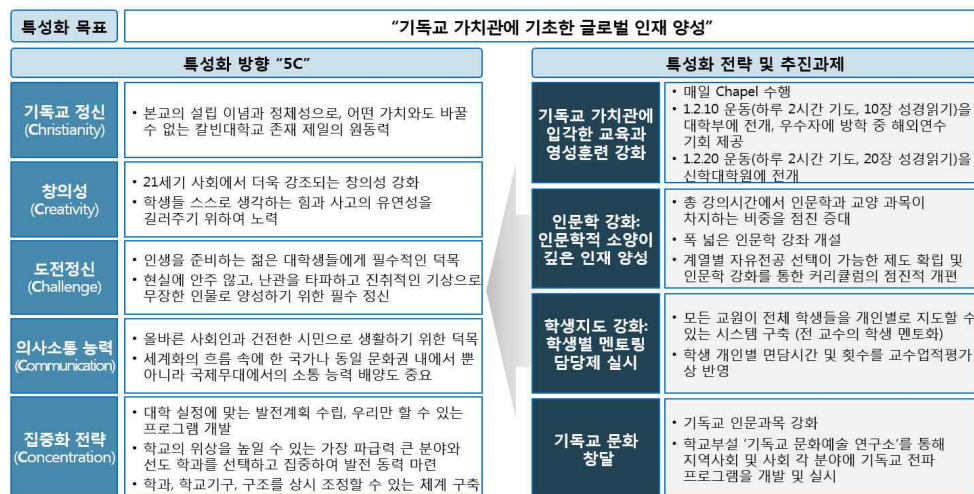 특성화 목표
“기독교 가치관에 기초한 글로벌 인재 양성”
특성화 방향 “5C”
기독교 정신
(Christianity)
• 본교의 설립 이념과 정체성으로, 어떤 가치와도 바꿀
수 없는 칼빈대학교 존재 제일의 원동력
창의성
(Creativity)
• 21세기 사회에서 더욱 강조되는 창의성 강화
• 학생들 스스로 생각하는 힘과 사고의 유연성을
길러주기 위하여 노력
도전정신
(Challenge)
• 인생을 준비하는 젊은 대학생들에게 필수적인 덕목
• 현실에 안주 않고, 난관을 타파하고 진취적인 기상으로
무장한 인물로 양성하기 위한 필수 정신
의사소통 능력
(Communication)
• 올바른 사회인과 건전한 시민으로 생활하기 위한 덕목
• 세계화의 흐름 속에 한 국가나 동일 문화권 내에서 뿐
아니라 국제무대에서의 소통 능력 배양도 중요
집중화 전략
(Concentration)
• 대학 실정에 맞는 발전계획 수립, 우리만 할 수 있는
프로그램 개발
• 학교의 위상을 높일 수 있는 가장 파급력 큰 분야와
선도 학과를 선택하고 집중하여 발전 동력 마련
• 학과, 학교기구, 구조를 상시 조정할 수 있는 체계 구축
특성화 전략 및 추진과제
기독교 가치관에
입각한 교육과
영성훈련 강화
• 매일 Chapel 수행
• 1.2.10 운동(하루 2시간 기도, 10장 성경읽기)을
대학부에 전개, 우수자에 방학 중 해외연수
기회 제공
• 1.2.20 운동(하루 2시간 기도, 20장 성경읽기)을
신학대학원에 전개
인문학 강화:
인문학적 소양이
깊은 인재 양성
• 총 강의시간에서 인문학과 교양 과목이
차지하는 비중을 점진 증대
• 폭 넓은 인문학 강좌 개설
• 계열별 자유전공 선택이 가능한 제도 확립 및
인문학 강화를 통한 커리큘럼의 점진적 개편
학생지도 강화:
학생별 멘토링
담당제 실시
• 모든 교원이 전체 학생들을 개인별로 지도할 수
있는 시스템 구축 (전 교수의 학생 멘토화)
• 학생 개인별 면담시간 및 횟수를 교수업적평가
상 반영
기독교 문화
창달
• 기독교 인문과목 강화
• 학교부설 ‘기독교 문화예술 연구소’를 통해
지역사회 및 사회 각 분야에 기독교 전파
프로그램을 개발 및 실시